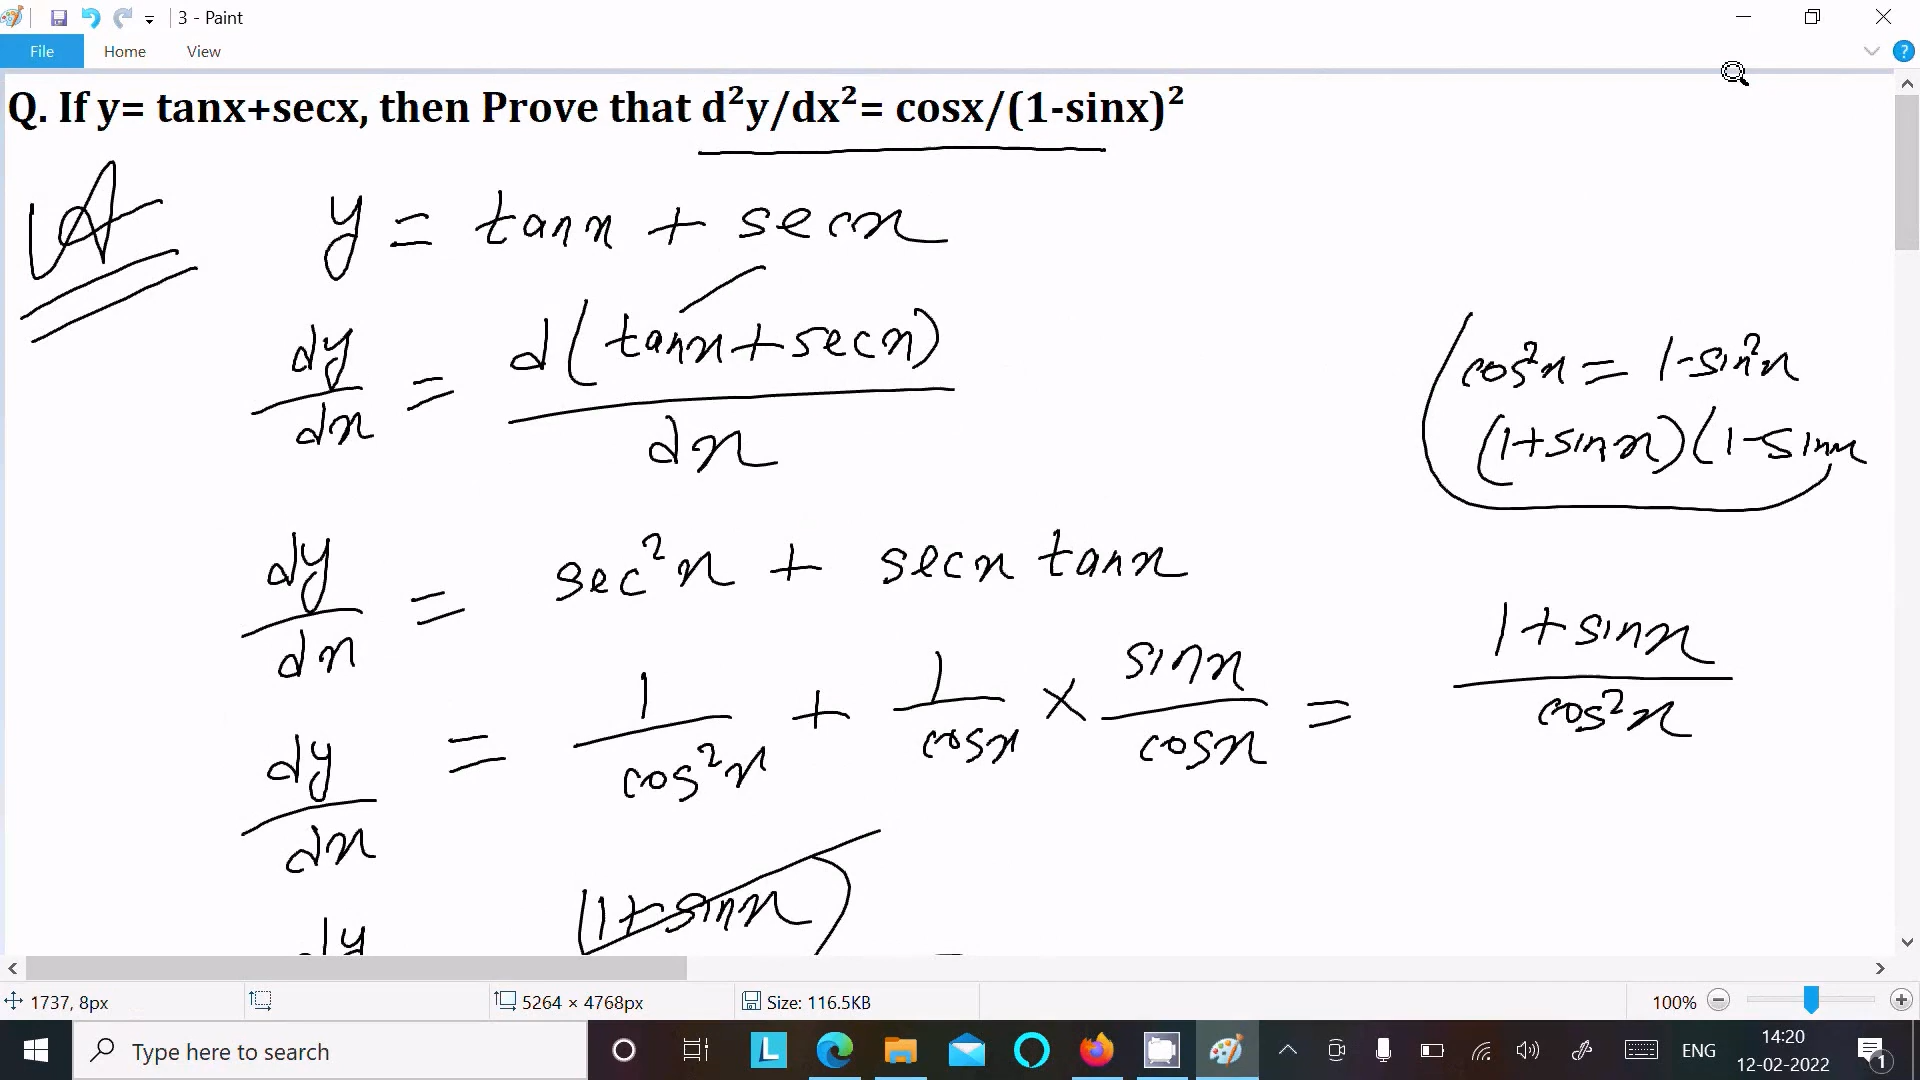 3 - Paint
File Home View
Q. If y= tanx+secx, then Prove that d²y/dx²= cosx/(1-sinx)²
y = tanx + secx
dy/dx = d(tanx+secx)/dx
cos²x = 1-sin²x
(1+sinx)(1-sinx
dy/dx = sec²x + secx tanx
dy/dx = 1/cos²x + 1/cosx × sinx/cosx = 1+sinx/cos²x
dy (1+sinx)
1737, 8px 5264 × 4768px Size: 116.5KB 100%
Type here to search L ENG 14:20
12-02-2022 1